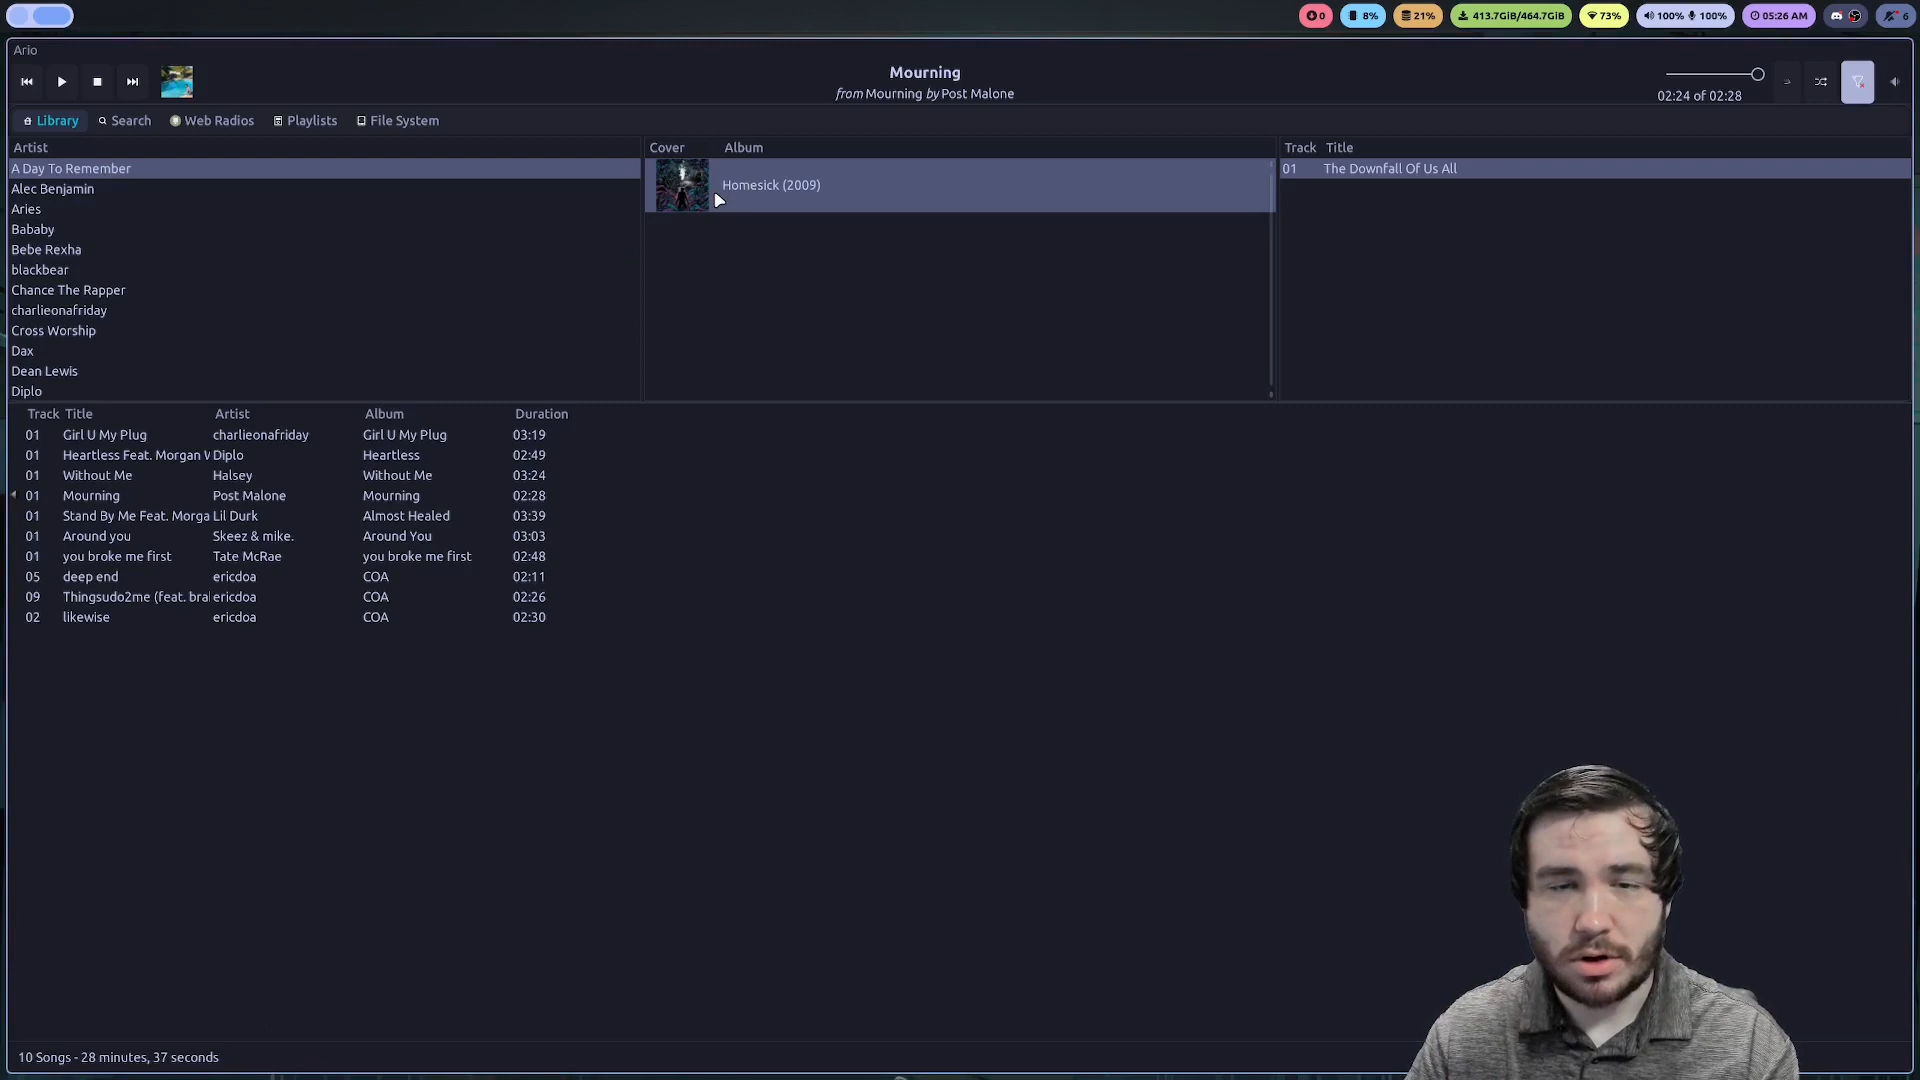 0 8% 21% 413.7GiB/464.7GiB 73% 100% 100% 05:26 AM 6
Ario
Mourning
from Mourning by Post Malone
02:24 of 02:28
Library Search Web Radios Playlists File System
Artist
A Day To Remember
Alec Benjamin
Aries
Bababy
Bebe Rexha
blackbear
Chance The Rapper
charlieonafriday
Cross Worship
Dax
Dean Lewis
Diplo
Cover Album
Homesick (2009)
Track Title
01 The Downfall Of Us All
Track Title Artist Album Duration
01 Girl U My Plug charlieonafriday Girl U My Plug 03:19
01 Heartless Feat. Morgan Diplo Heartless 02:49
01 Without Me Halsey Without Me 03:24
01 Mourning Post Malone Mourning 02:28
01 Stand By Me Feat. Morga Lil Durk Almost Healed 03:39
01 Around you Skeez & mike. Around You 03:03
01 you broke me first Tate McRae you broke me first 02:48
05 deep end ericdoa COA 02:11
09 Thingsudo2me (feat. bra ericdoa COA 02:26
02 likewise ericdoa COA 02:30
10 Songs - 28 minutes, 37 seconds